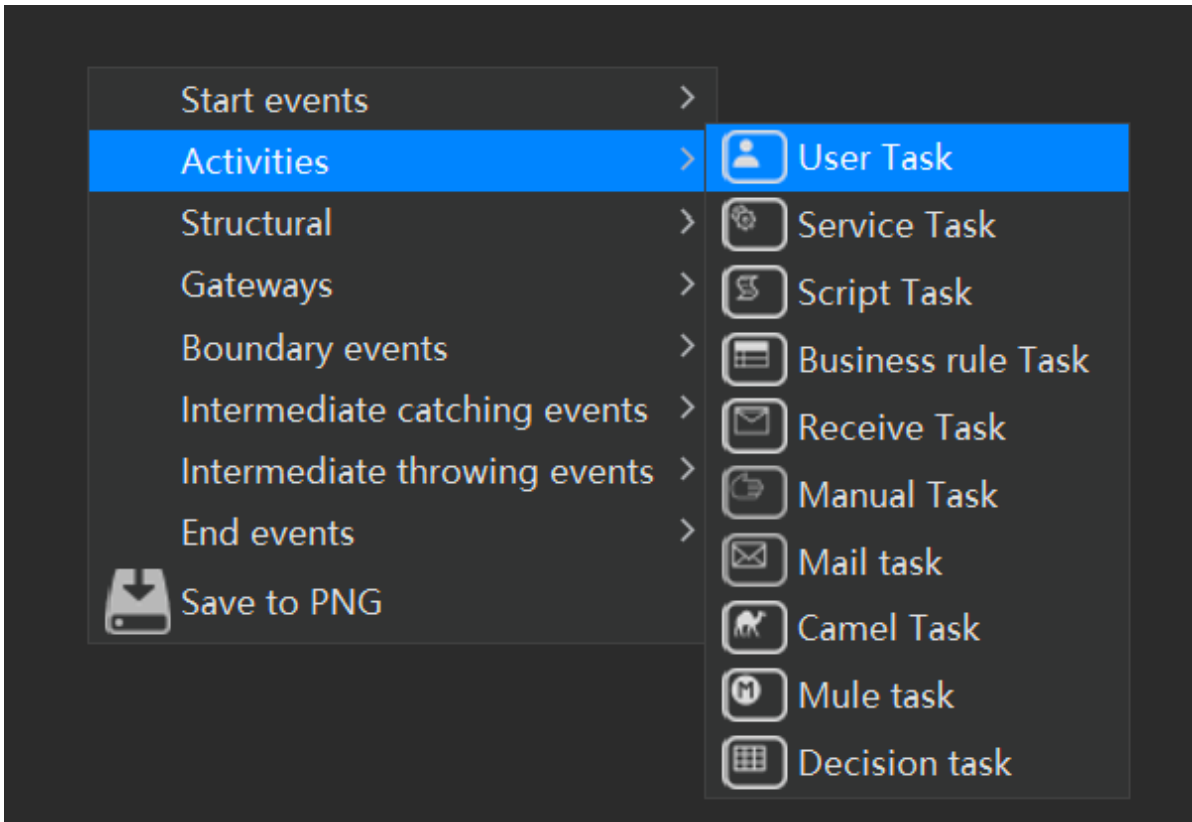 Start events
Activities
Structural
Gateways
Boundary events
Intermediate catching events
Intermediate throwing events
End events
Save to PNG
User Task
Service Task
Script Task
Business rule Task
Receive Task
Manual Task
Mail task
Camel Task
Mule task
Decision task